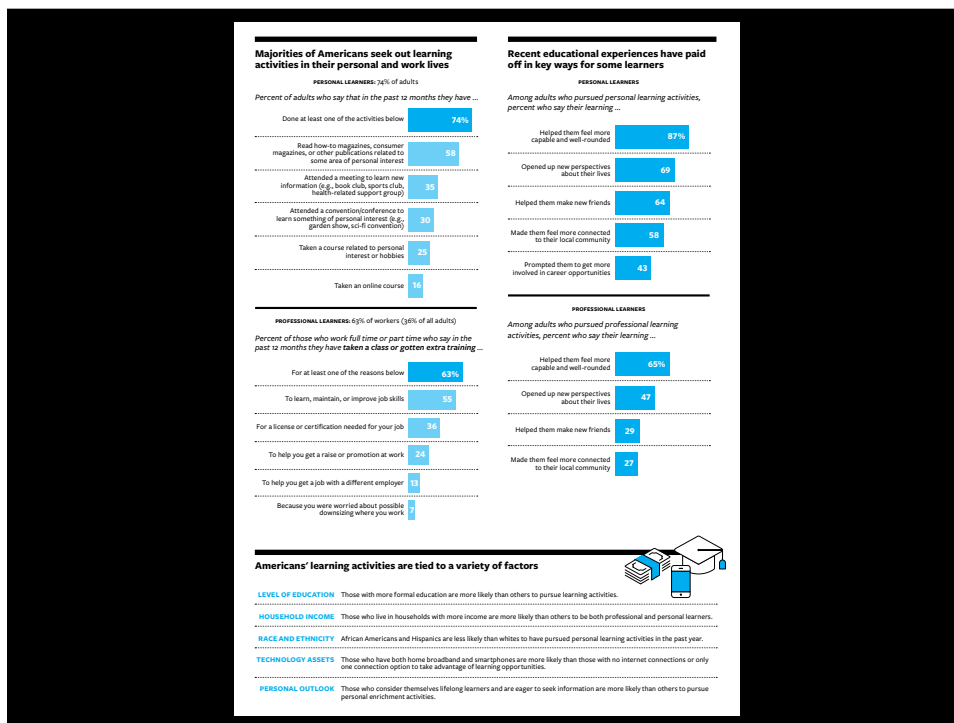 Majorities of Americans seek out learning
activities in their personal and work lives
PERSONAL LEARNERS: 74% of adults
Percent of adults who say that in the past 12 months they have ...
Done at least one of the activities below 74%
Read how-to magazines, consumer
magazines, or other publications related to
some area of personal interest 58
Attended a meeting to learn new
information (e.g., book club, sports club,
health-related support group) 35
Attended a convention/conference to
learn something of personal interest (e.g.,
garden show, sci-fi convention) 30
Taken a course related to personal
interest or hobbies 25
Taken an online course 16
PROFESSIONAL LEARNERS: 63% of workers (36% of all adults)
Percent of those who work full time or part time who say in the
past 12 months they have taken a class or gotten extra training ...
For at least one of the reasons below 63%
To learn, maintain, or improve job skills 55
For a license or certification needed for your job 36
To help you get a raise or promotion at work 24
To help you get a job with a different employer 13
Because you were worried about possible
downsizing where you work 7
Recent educational experiences have paid
off in key ways for some learners
PERSONAL LEARNERS
Among adults who pursued personal learning activities,
percent who say their learning ...
Helped them feel more
capable and well-rounded 87%
Opened up new perspectives
about their lives 69
Helped them make new friends 64
Made them feel more connected
to their local community 58
Prompted them to get more
involved in career opportunities 43
PROFESSIONAL LEARNERS
Among adults who pursued professional learning
activities, percent who say their learning ...
Helped them feel more
capable and well-rounded 65%
Opened up new perspectives
about their lives 47
Helped them make new friends 29
Made them feel more connected
to their local community 27
Americans' learning activities are tied to a variety of factors
LEVEL OF EDUCATION Those with more formal education are more likely than others to pursue learning activities.
HOUSEHOLD INCOME Those who live in households with more income are more likely than others to be both professional and personal learners.
RACE AND ETHNICITY African Americans and Hispanics are less likely than whites to have pursued personal learning activities in the past year.
TECHNOLOGY ASSETS Those who have both home broadband and smartphones are more likely than those with no internet connections or only
one connection option to take advantage of learning opportunities.
PERSONAL OUTLOOK Those who consider themselves lifelong learners and are eager to seek information are more likely than others to pursue
personal enrichment activities.